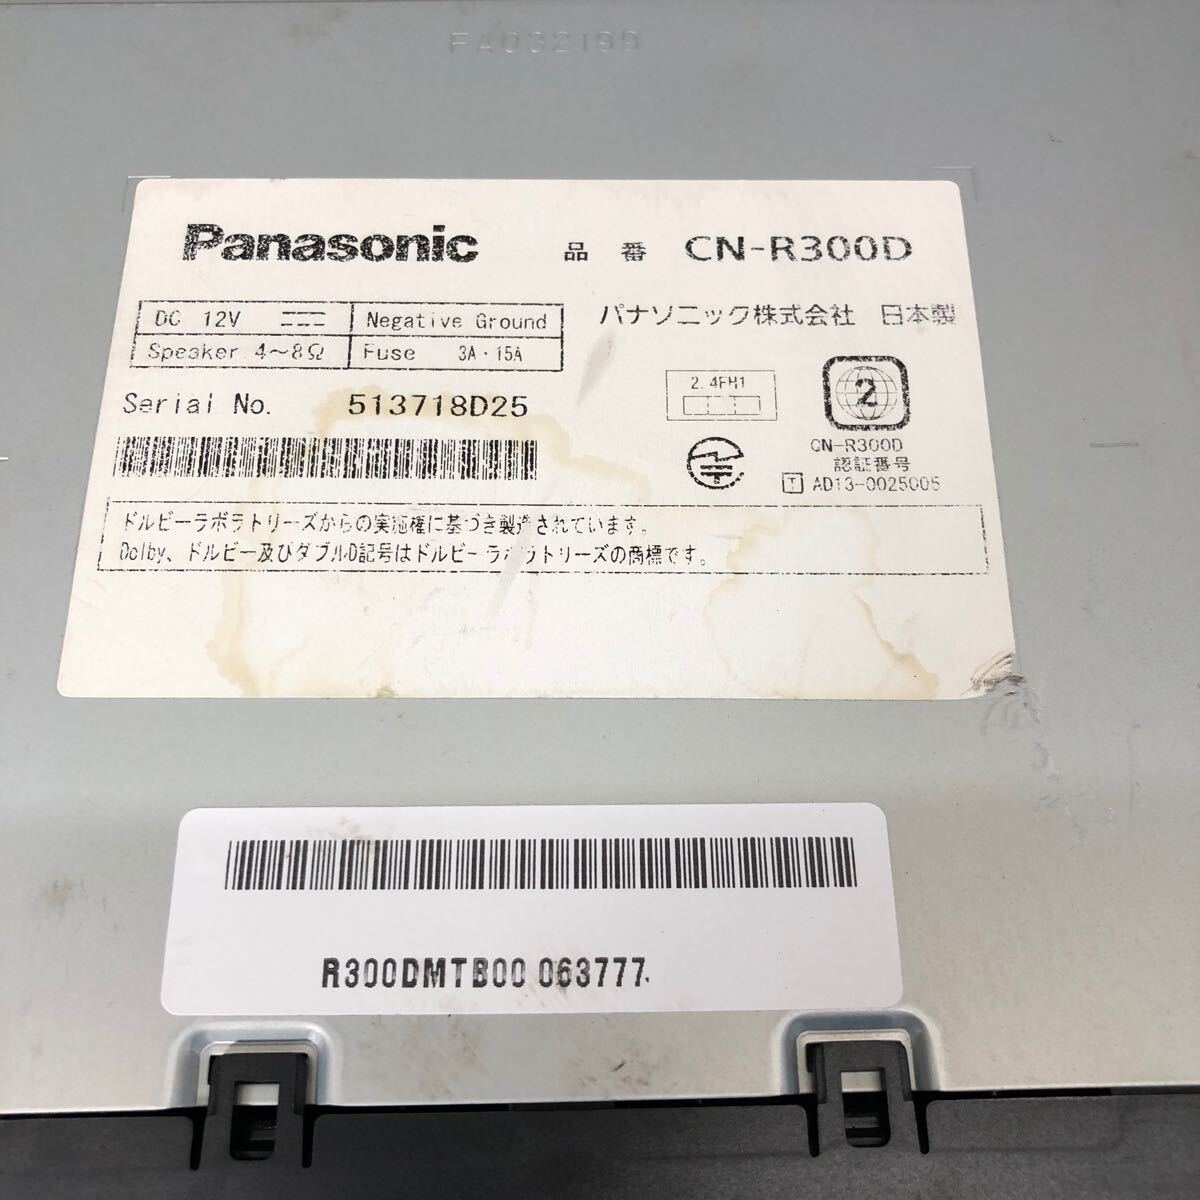 FA032199
Panasonic 品番 CN-R300D
DC 12V Negative Ground
Speaker 4～8Ω Fuse 3A・15A
パナソニック株式会社 日本製
Serial No. 513718D25
2.4FH1
2
CN-R300D
認証番号
T AD13-0025005
ドルビーラボラトリーズからの実施権に基づき製造されています。
Dolby、ドルビー及びダブルD記号はドルビーラボラトリーズの商標です。
R300DMTB00 063777